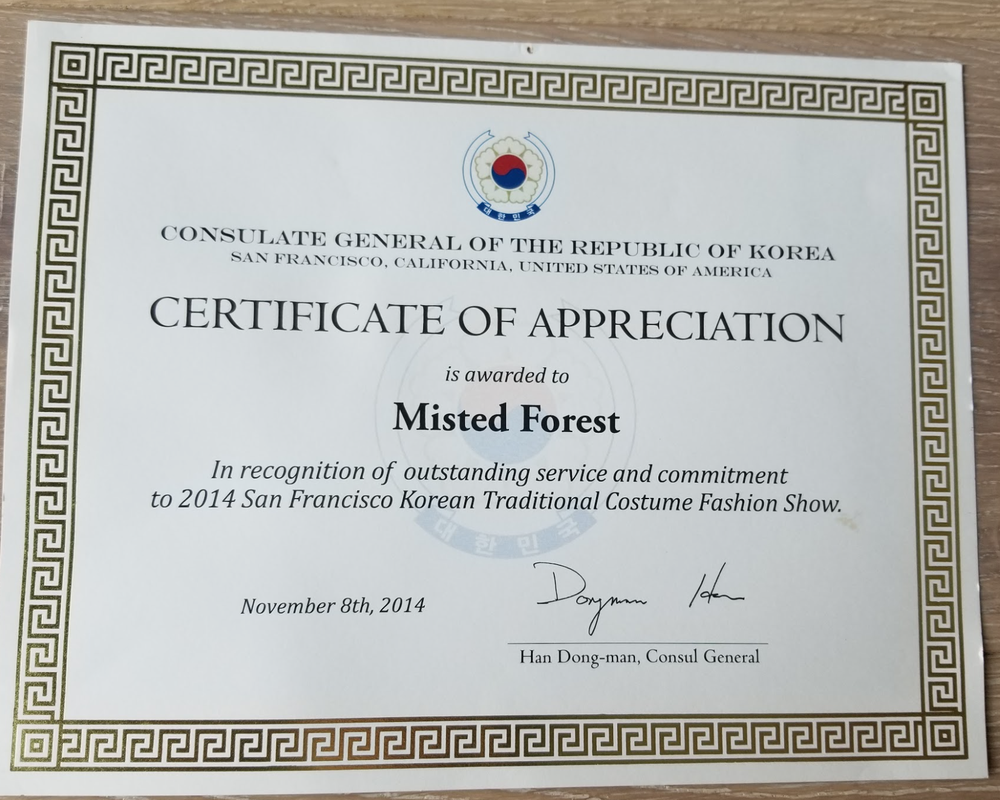 대한민국
CONSULATE GENERAL OF THE REPUBLIC OF KOREA
SAN FRANCISCO, CALIFORNIA, UNITED STATES OF AMERICA
CERTIFICATE OF APPRECIATION
is awarded to
Misted Forest
In recognition of outstanding service and commitment
to 2014 San Francisco Korean Traditional Costume Fashion Show.
대한민국
November 8th, 2014
Dongman Han
Han Dong-man, Consul General